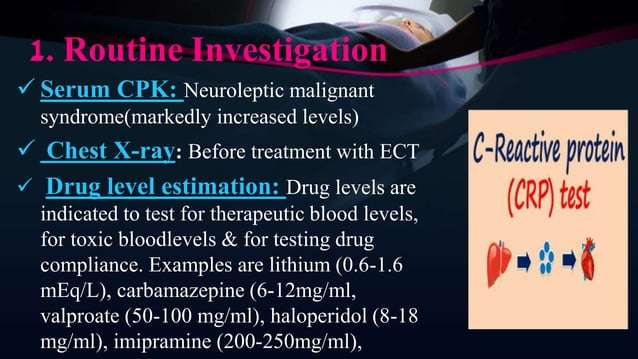 1. Routine Investigation
✓ Serum CPK: Neuroleptic malignant
syndrome(markedly increased levels)
✓ Chest X-ray: Before treatment with ECT
✓ Drug level estimation: Drug levels are
indicated to test for therapeutic blood levels,
for toxic bloodlevels & for testing drug
compliance. Examples are lithium (0.6-1.6
mEq/L), carbamazepine (6-12mg/ml,
valproate (50-100 mg/ml), haloperidol (8-18
mg/ml), imipramine (200-250mg/ml),
C-Reactive protein
(CRP) test